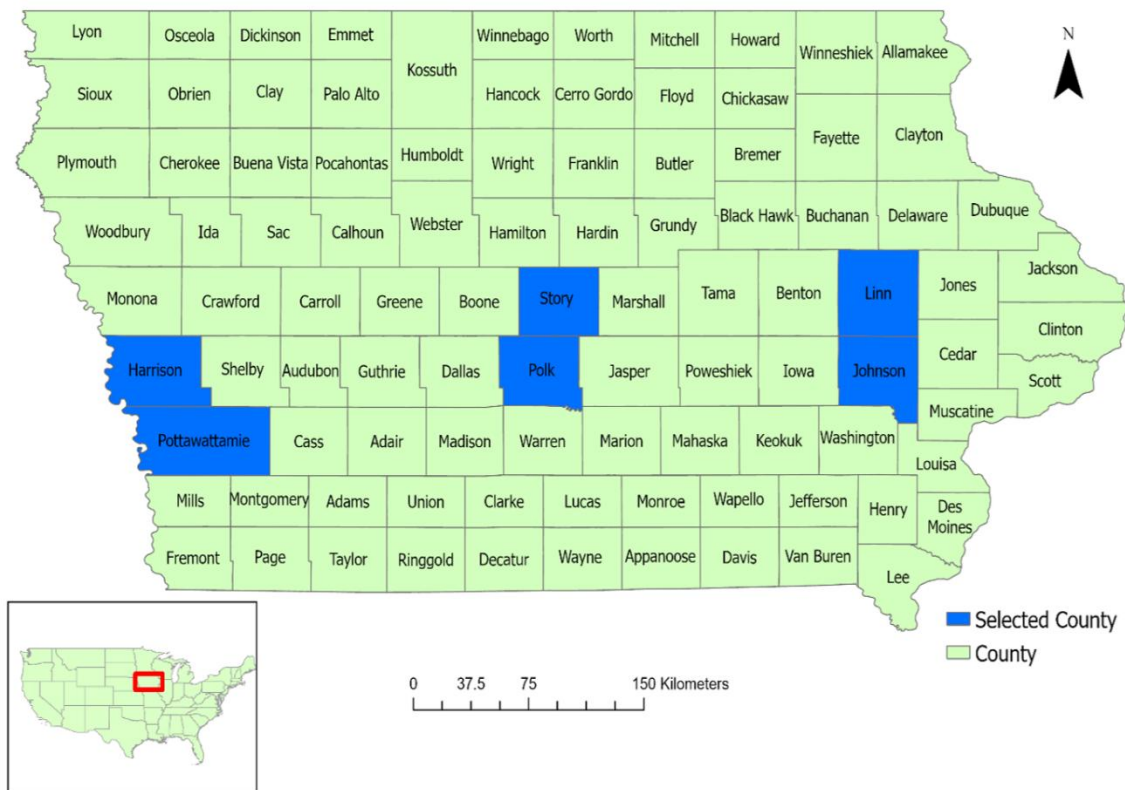 Lyon
Osceola
Dickinson
Emmet
Kossuth
Winnebago
Worth
Mitchell
Howard
Winneshiek
Allamakee
N
Sioux
Obrien
Clay
Palo Alto
Hancock
Cerro Gordo
Floyd
Chickasaw
Plymouth
Cherokee
Buena Vista
Pocahontas
Humboldt
Wright
Franklin
Butler
Bremer
Fayette
Clayton
Woodbury
Ida
Sac
Calhoun
Webster
Hamilton
Hardin
Grundy
Black Hawk
Buchanan
Delaware
Dubuque
Monona
Crawford
Carroll
Greene
Boone
Story
Marshall
Tama
Benton
Linn
Jones
Jackson
Clinton
Harrison
Shelby
Audubon
Guthrie
Dallas
Polk
Jasper
Poweshiek
Iowa
Johnson
Cedar
Scott
Muscatine
Pottawattamie
Cass
Adair
Madison
Warren
Marion
Mahaska
Keokuk
Washington
Louisa
Mills
Montgomery
Adams
Union
Clarke
Lucas
Monroe
Wapello
Jefferson
Henry
Des
Moines
Fremont
Page
Taylor
Ringgold
Decatur
Wayne
Appanoose
Davis
Van Buren
Lee
Selected County
County
0 37.5 75 150 Kilometers